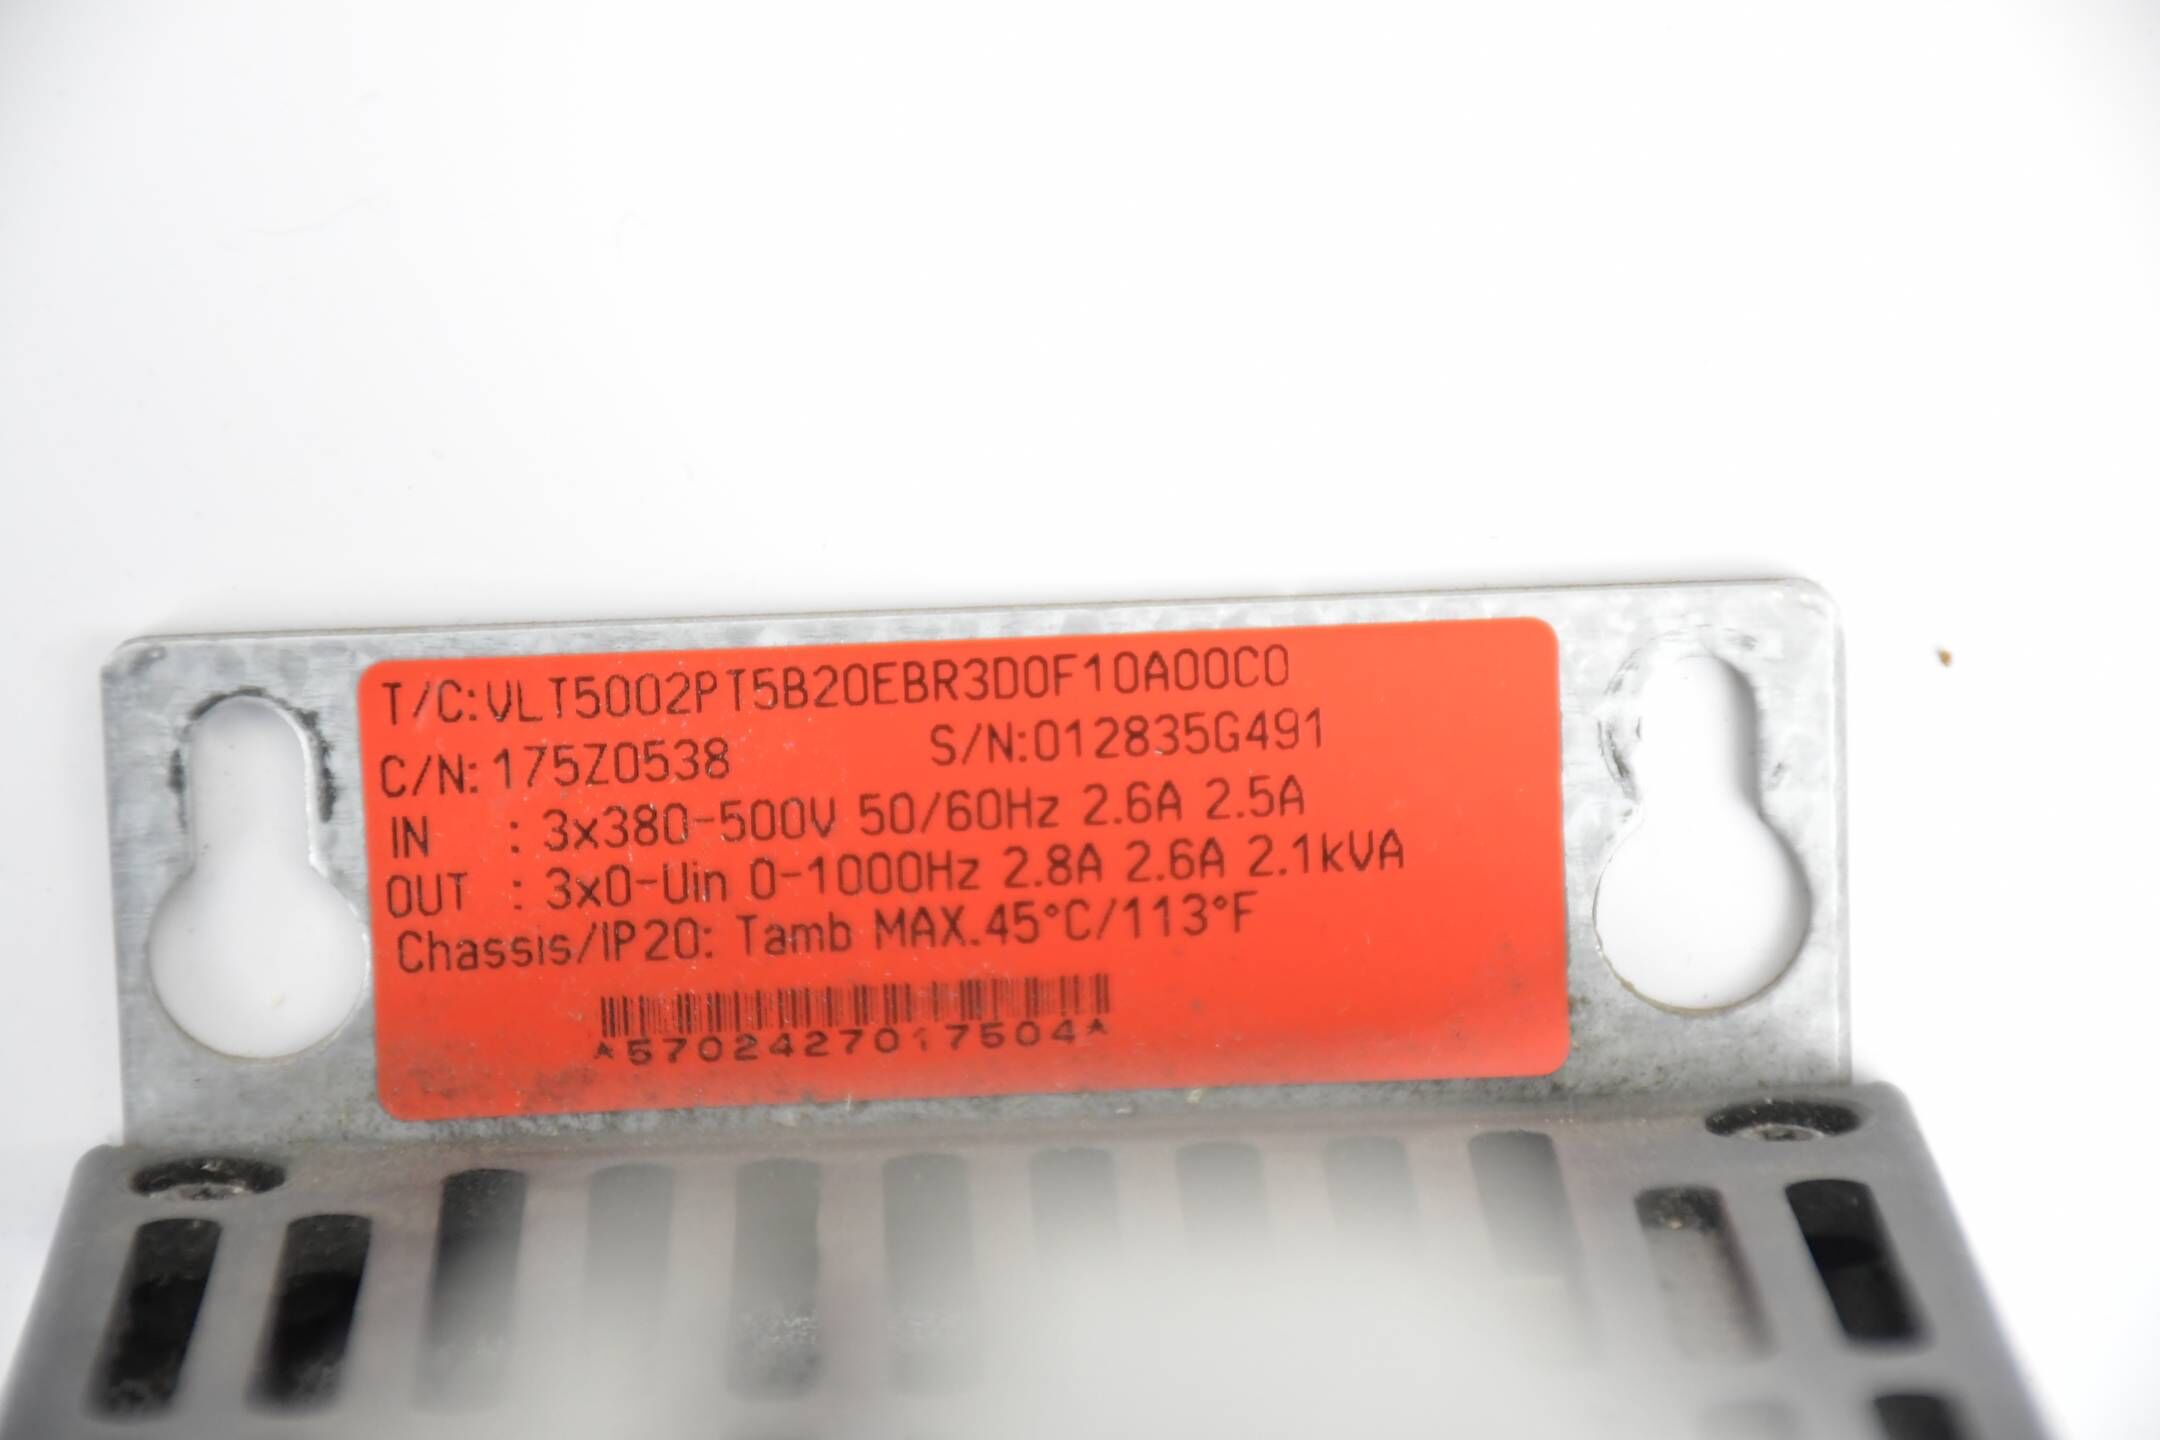 T/C:VLT5002PT5B20EBR3D0F10A00C0
C/N:175Z0538 S/N:012835G491
IN : 3x380-500V 50/60Hz 2.6A 2.5A
OUT : 3x0-Uin 0-1000Hz 2.8A 2.6A 2.1kVA
Chassis/IP20: Tamb MAX.45°C/113°F
*5702427017504*